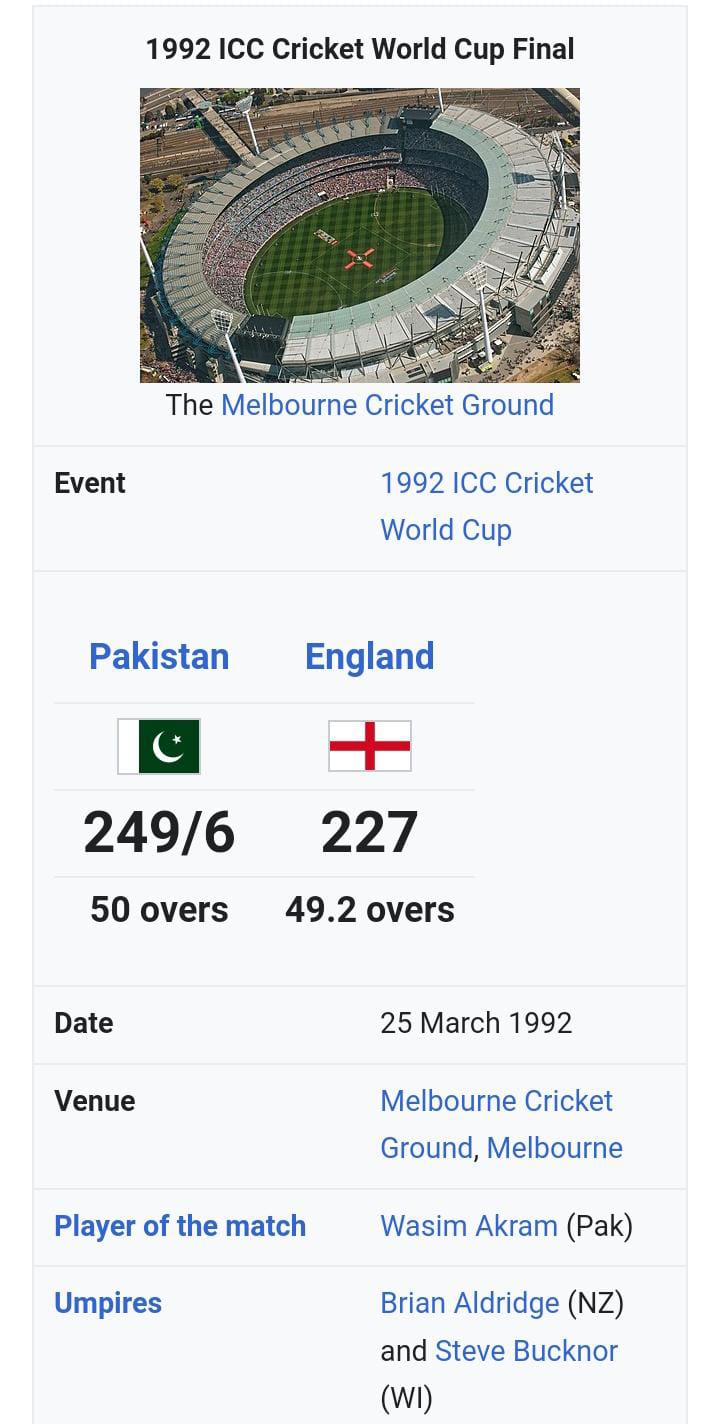 1992 ICC Cricket World Cup Final
The Melbourne Cricket Ground
Event
1992 ICC Cricket
World Cup
Pakistan England
249/6 227
50 overs 49.2 overs
Date 25 March 1992
Venue Melbourne Cricket
Ground, Melbourne
Player of the match Wasim Akram (Pak)
Umpires Brian Aldridge (NZ)
and Steve Bucknor
(WI)